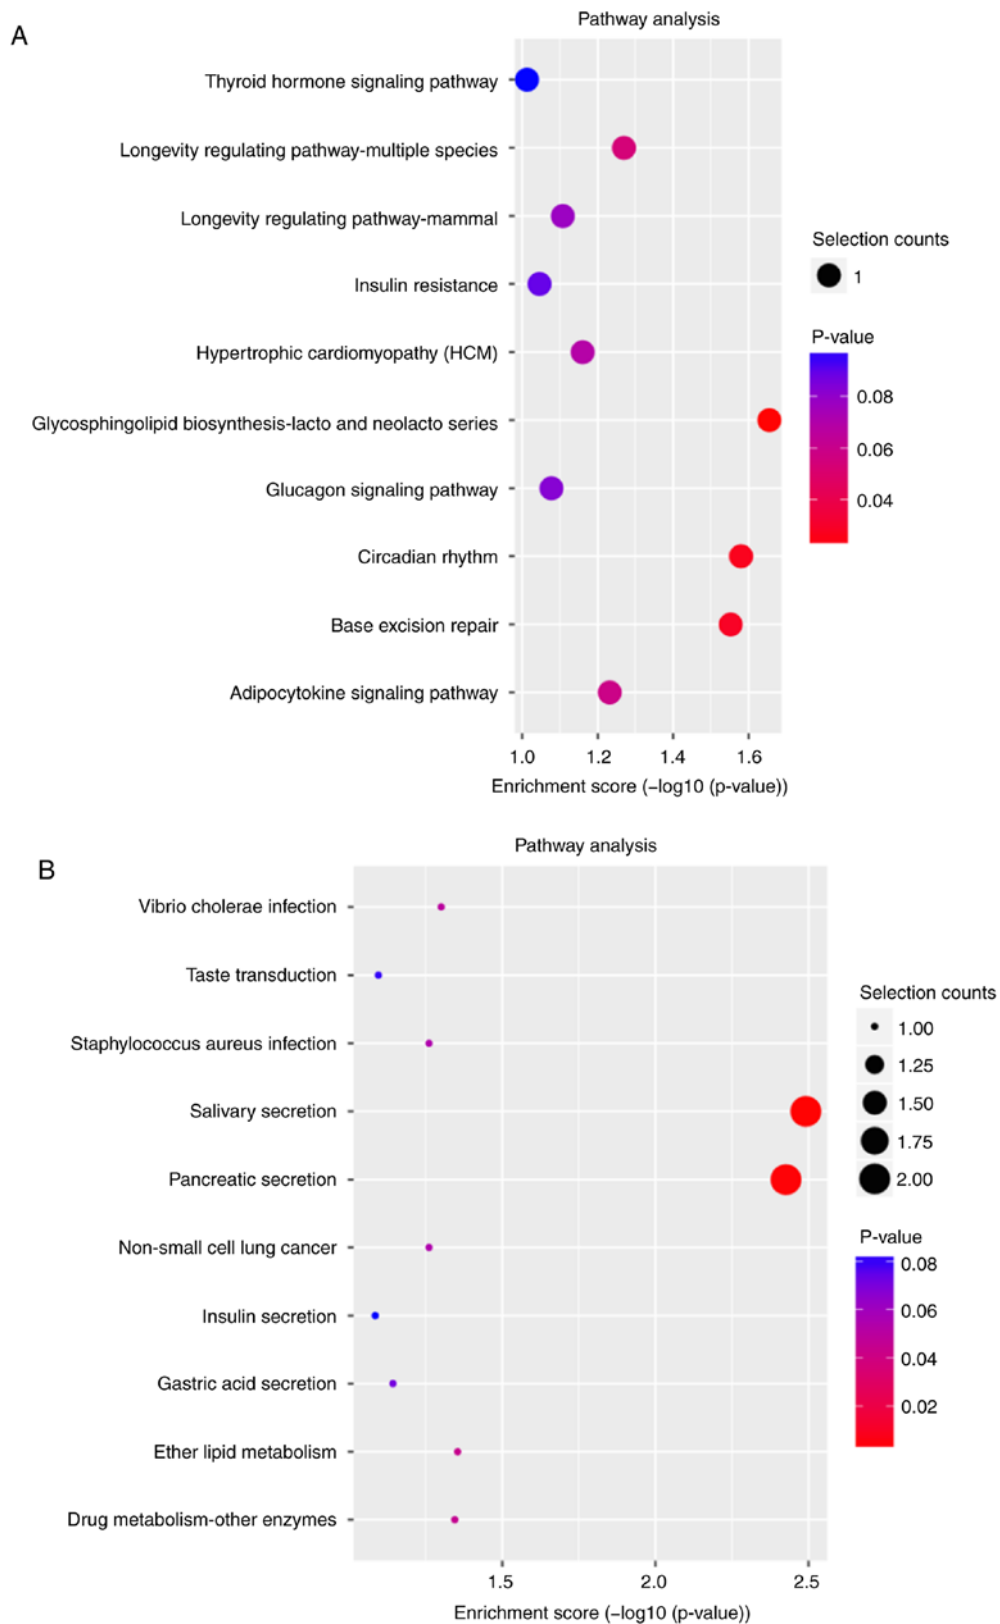 A
Pathway analysis
Thyroid hormone signaling pathway
Longevity regulating pathway-multiple species
Longevity regulating pathway-mammal
Insulin resistance
Hypertrophic cardiomyopathy (HCM)
Glycosphingolipid biosynthesis-lacto and neolacto series
Glucagon signaling pathway
Circadian rhythm
Base excision repair
Adipocytokine signaling pathway
1.0 1.2 1.4 1.6
Enrichment score (−log10 (p-value))
Selection counts
1
P-value
0.08
0.06
0.04
B
Pathway analysis
Vibrio cholerae infection
Taste transduction
Staphylococcus aureus infection
Salivary secretion
Pancreatic secretion
Non-small cell lung cancer
Insulin secretion
Gastric acid secretion
Ether lipid metabolism
Drug metabolism-other enzymes
1.5 2.0 2.5
Enrichment score (−log10 (p-value))
Selection counts
1.00
1.25
1.50
1.75
2.00
P-value
0.08
0.06
0.04
0.02